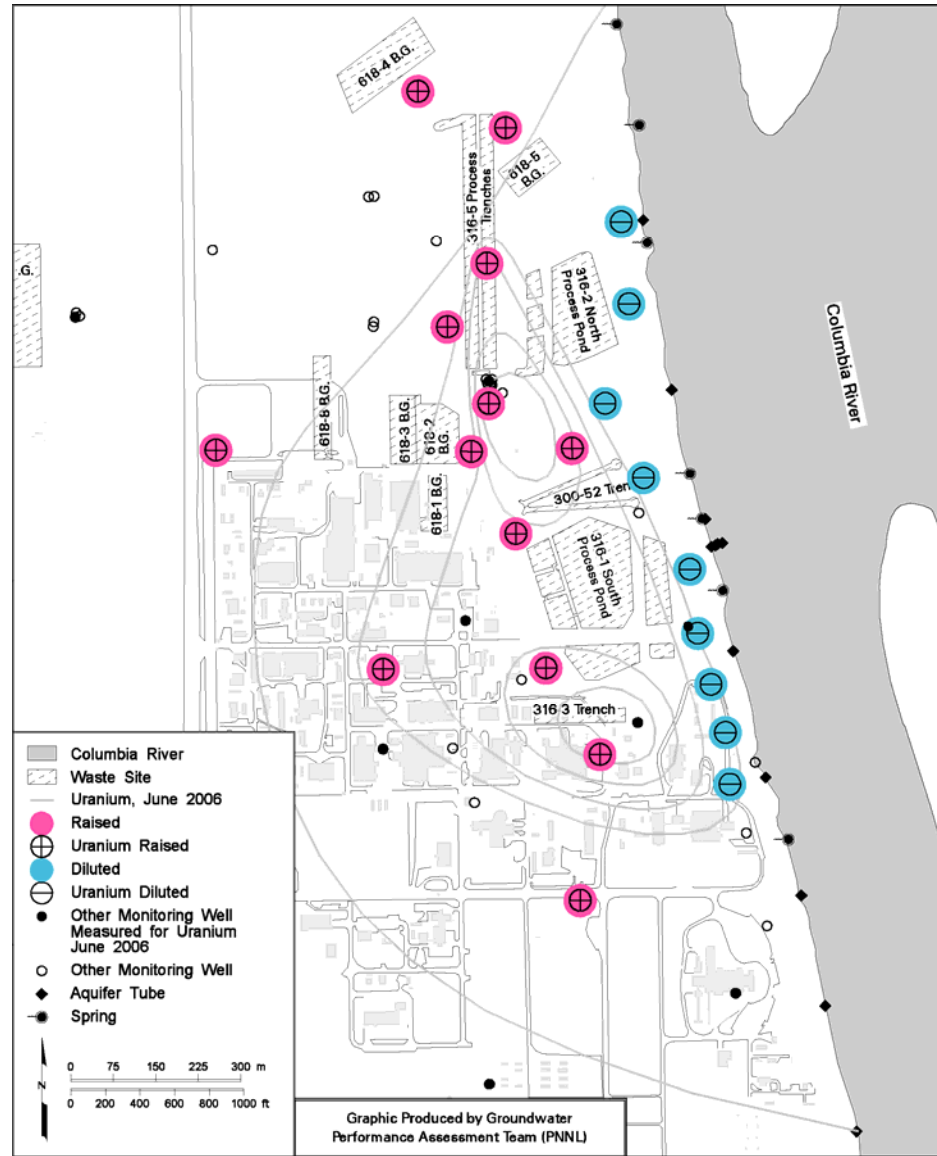 618-4 B.G.
618-5
B.G.
316-5 Process
Trenches
.G.
316-2 North
Process Pond
Columbia River
618-8 B.G.
618-3 B.G.
618-2
B.G.
618-1 B.G.
300-52 Tren
316-1 South
Process Pond
316 3 Trench
Columbia River
Waste Site
Uranium, June 2006
Raised
Uranium Raised
Diluted
Uranium Diluted
Other Monitoring Well
Measured for Uranium
June 2006
Other Monitoring Well
Aquifer Tube
Spring
N
0 75 150 225 300 m
0 200 400 600 800 1000 ft
Graphic Produced by Groundwater
Performance Assessment Team (PNNL)